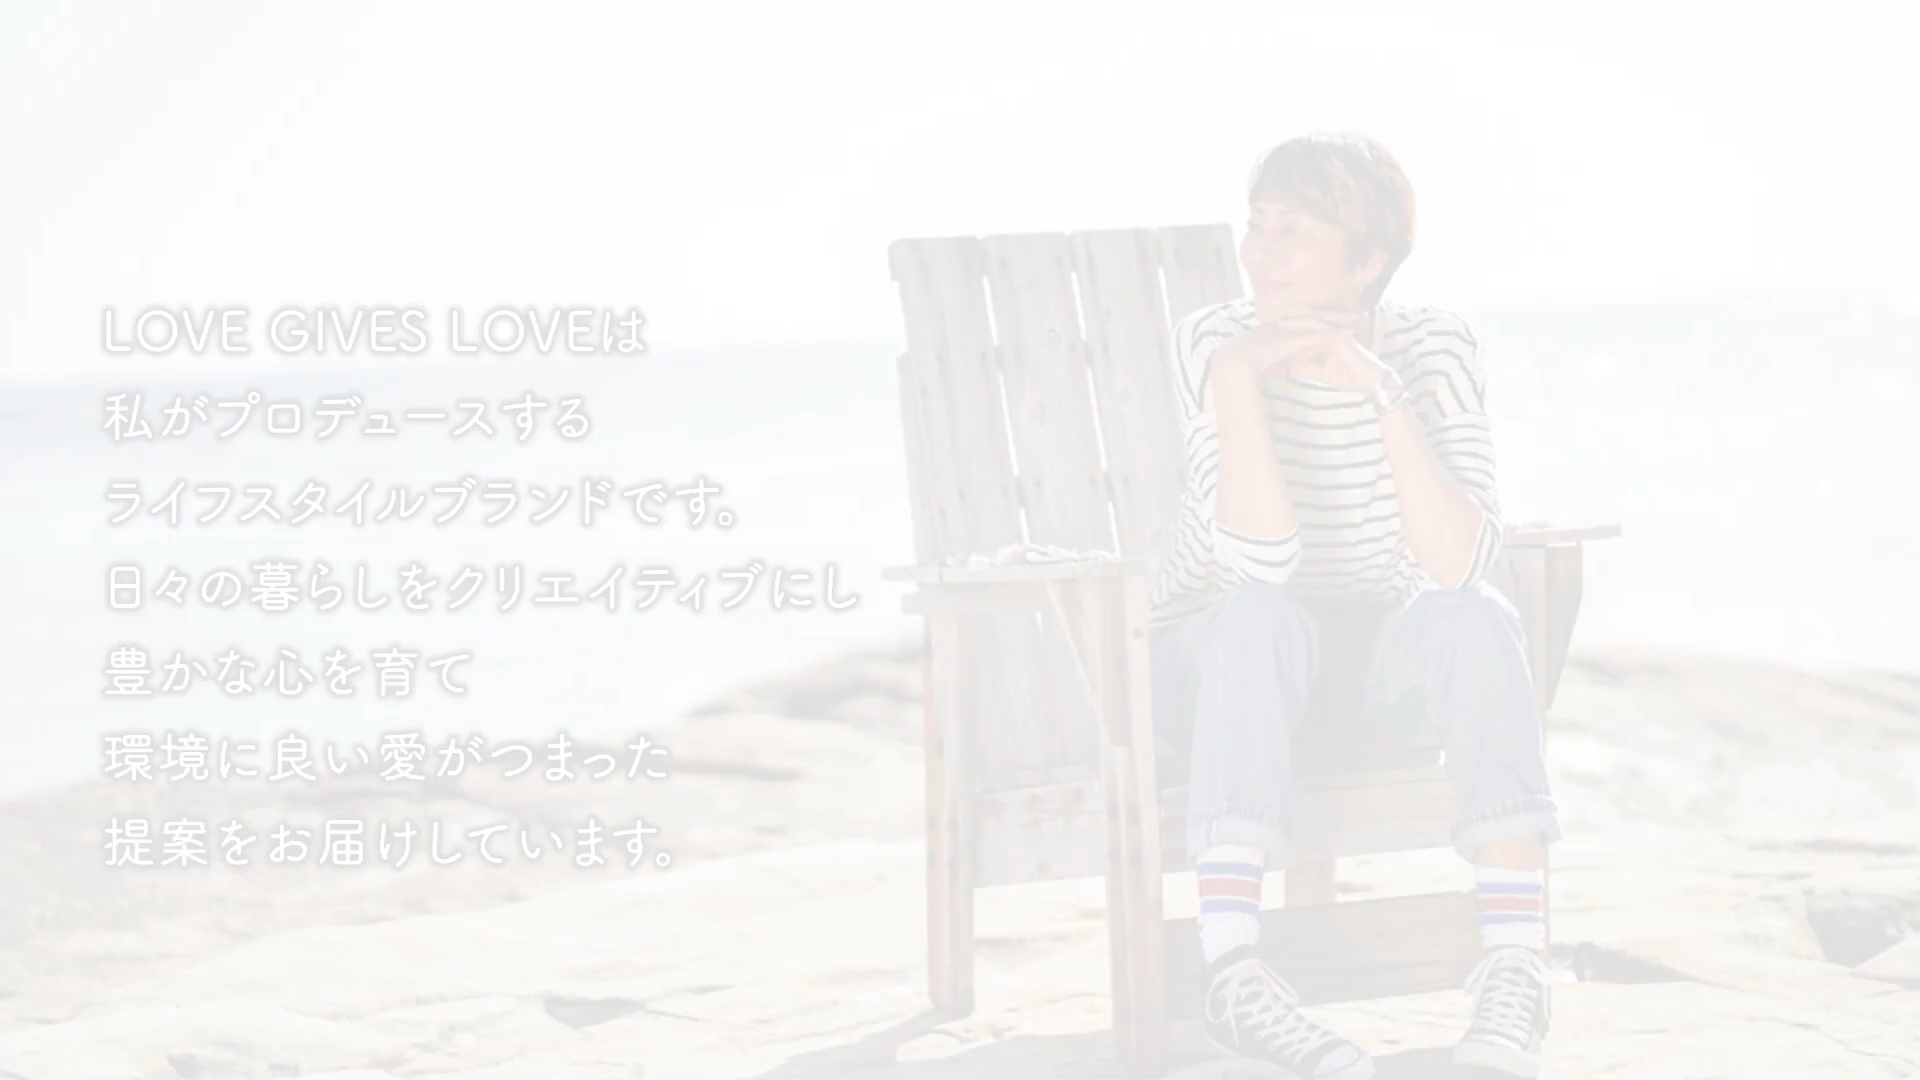 LOVE GIVES LOVEは
私がプロデュースする
ライフスタイルブランドです。
日々の暮らしをクリエイティブにし
豊かな心を育て
環境に良い愛がつまった
提案をお届けしています。